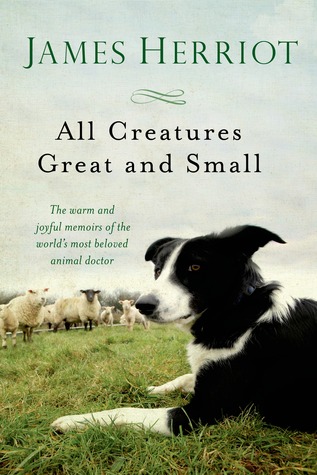 JAMES HERRIOT
All Creatures
Great and Small
The warm and
joyful memoirs of the
world's most beloved
animal doctor